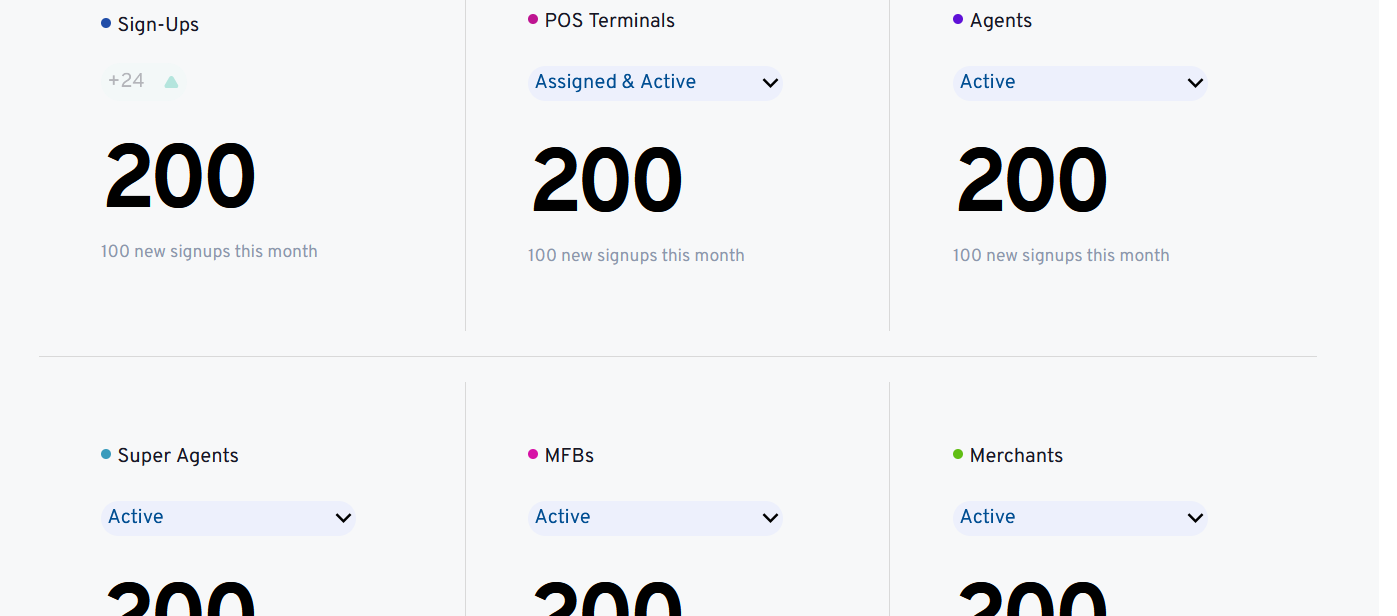 Sign-Ups
+24
200
100 new signups this month
POS Terminals
Assigned & Active
200
100 new signups this month
Agents
Active
200
100 new signups this month
Super Agents
Active
200
MFBs
Active
200
Merchants
Active
200